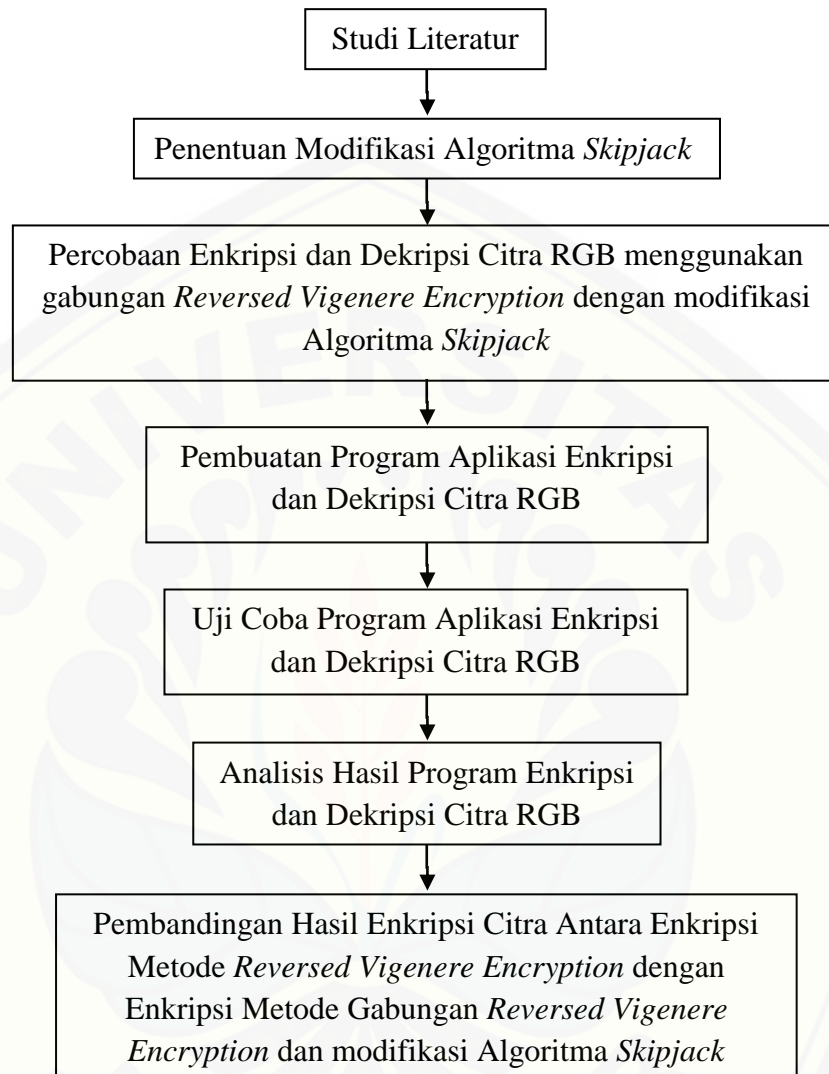 Studi Literatur
Penentuan Modifikasi Algoritma Skipjack
Percobaan Enkripsi dan Dekripsi Citra RGB menggunakan
gabungan Reversed Vigenere Encryption dengan modifikasi
Algoritma Skipjack
UNIVERSITAS
Pembuatan Program Aplikasi Enkripsi
dan Dekripsi Citra RGB
Uji Coba Program Aplikasi Enkripsi
dan Dekripsi Citra RGB
Analisis Hasil Program Enkripsi
dan Dekripsi Citra RGB
Pembandingan Hasil Enkripsi Citra Antara Enkripsi
Metode Reversed Vigenere Encryption dengan
Enkripsi Metode Gabungan Reversed Vigenere
Encryption dan modifikasi Algoritma Skipjack